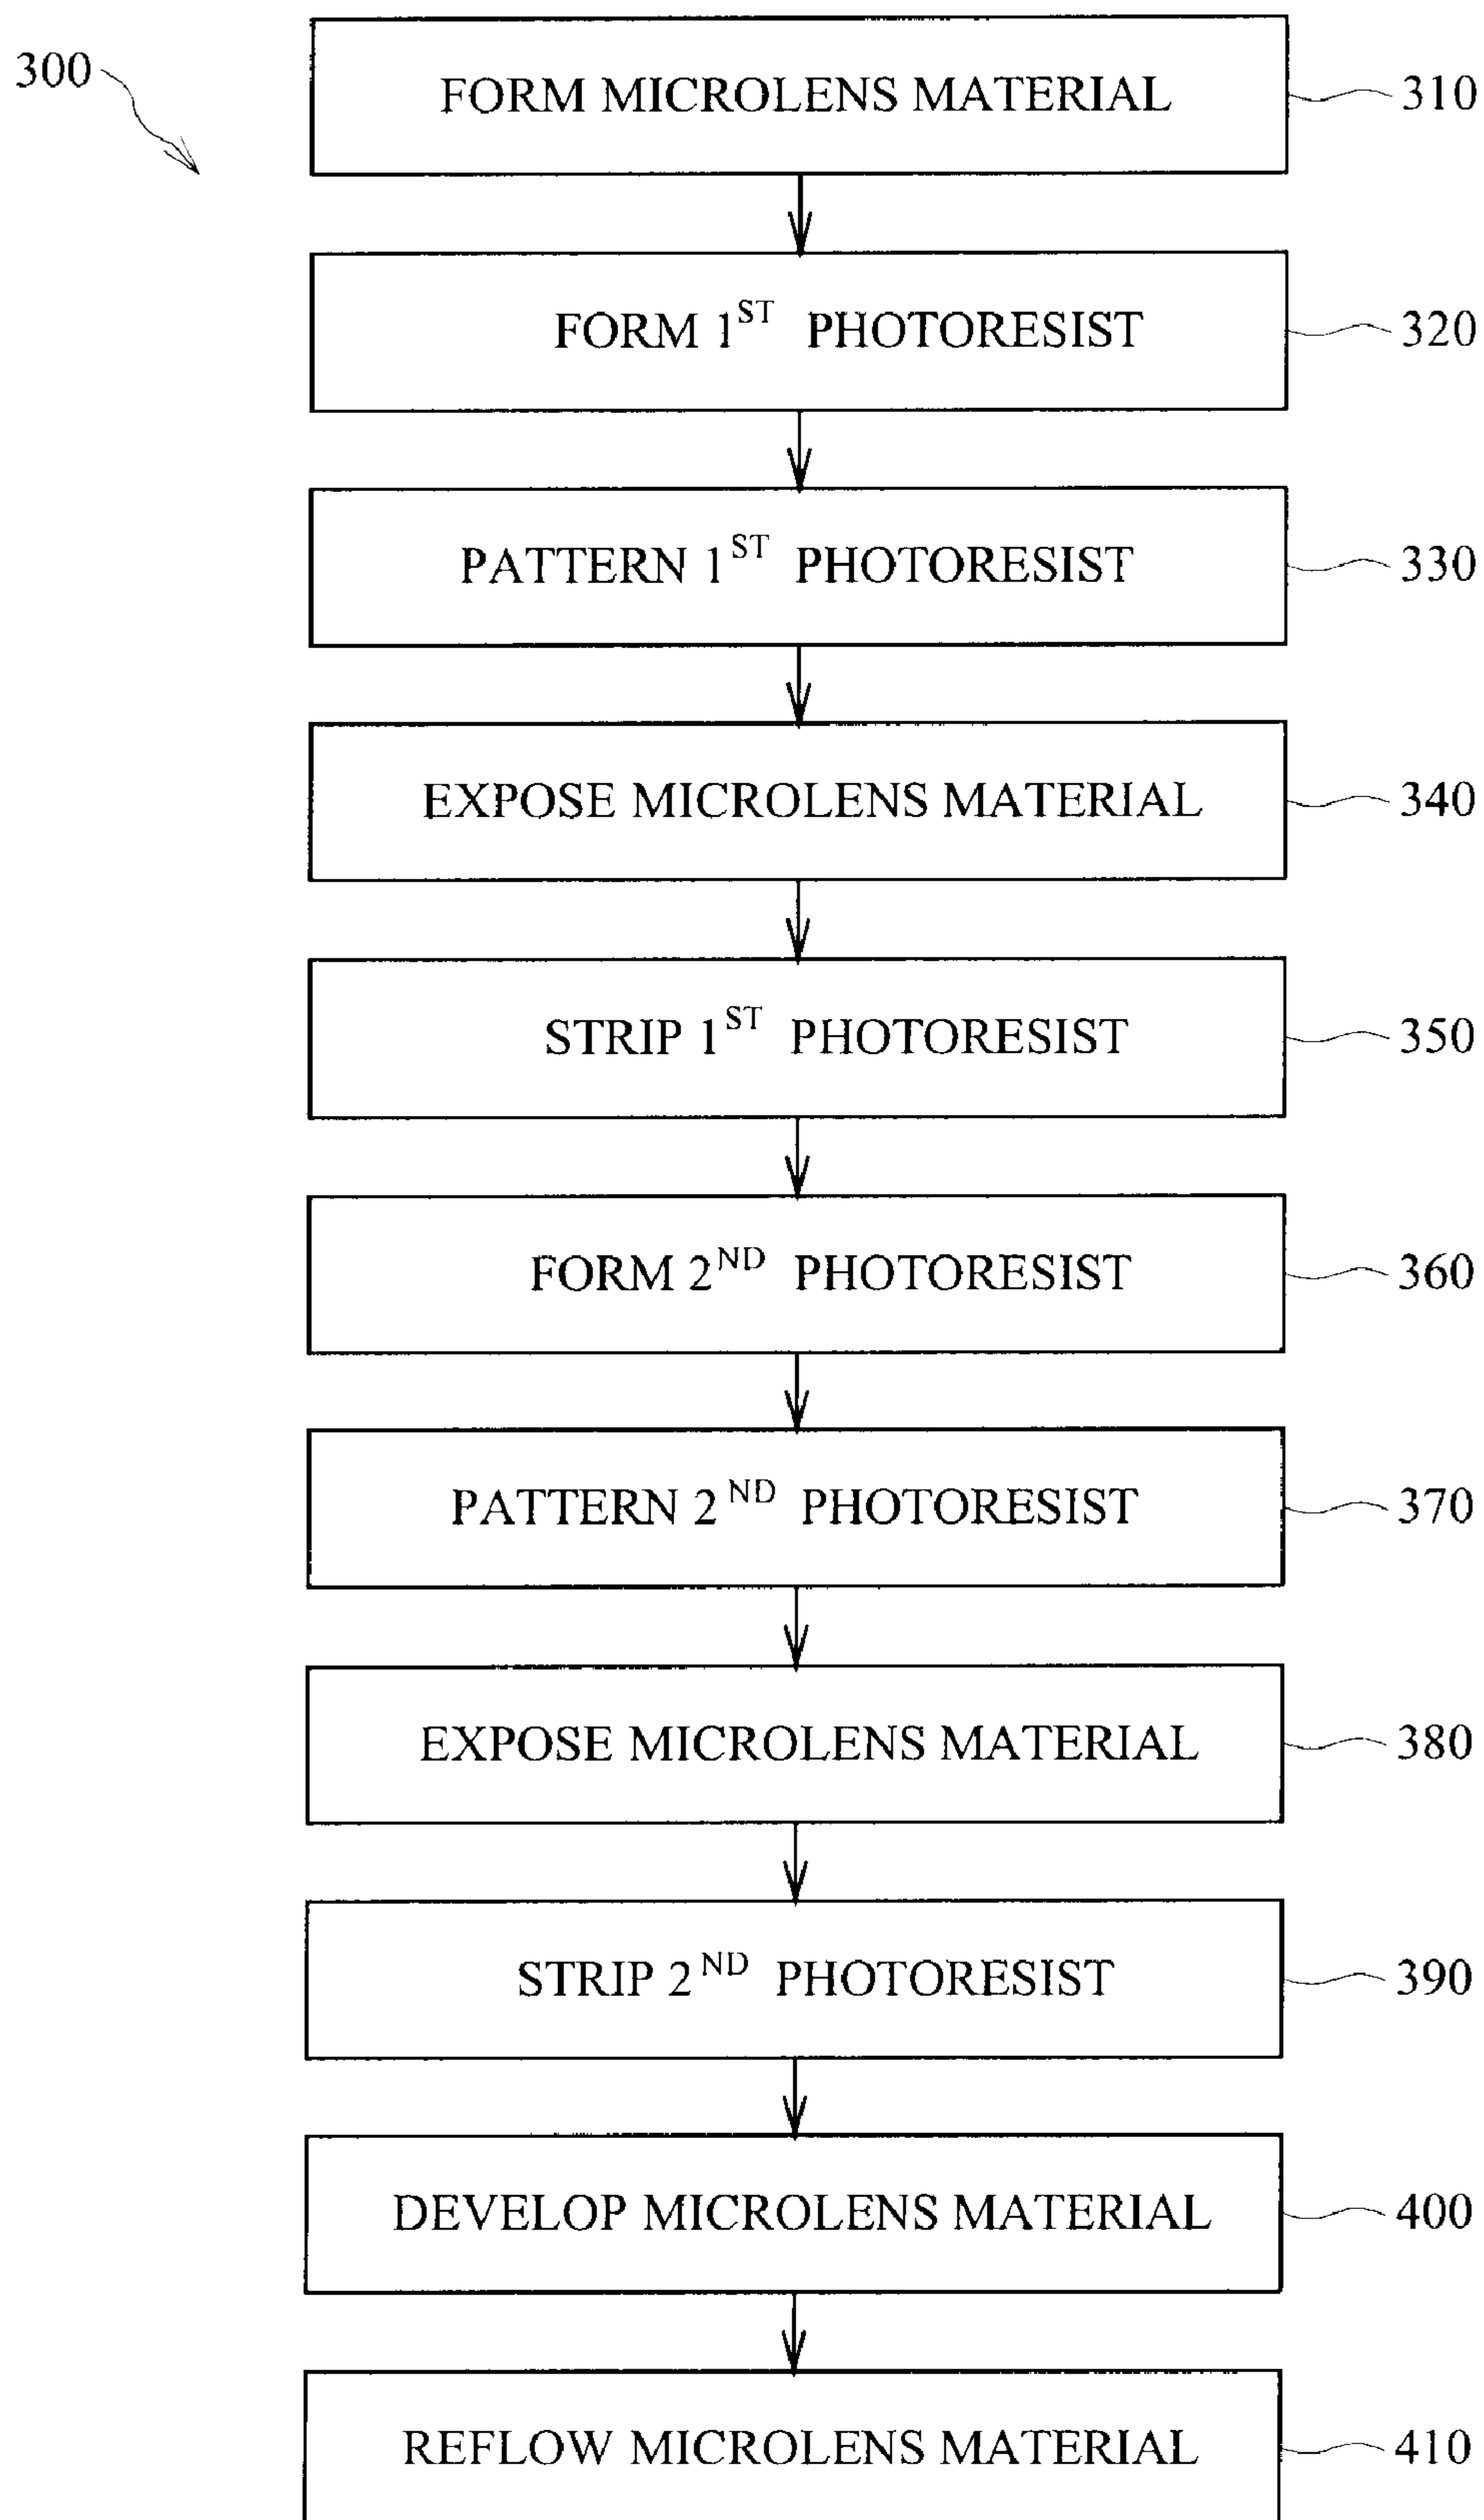 300
FORM MICROLENS MATERIAL 310
FORM 1ST PHOTORESIST 320
PATTERN 1ST PHOTORESIST 330
EXPOSE MICROLENS MATERIAL 340
STRIP 1ST PHOTORESIST 350
FORM 2ND PHOTORESIST 360
PATTERN 2ND PHOTORESIST 370
EXPOSE MICROLENS MATERIAL 380
STRIP 2ND PHOTORESIST 390
DEVELOP MICROLENS MATERIAL 400
REFLOW MICROLENS MATERIAL 410